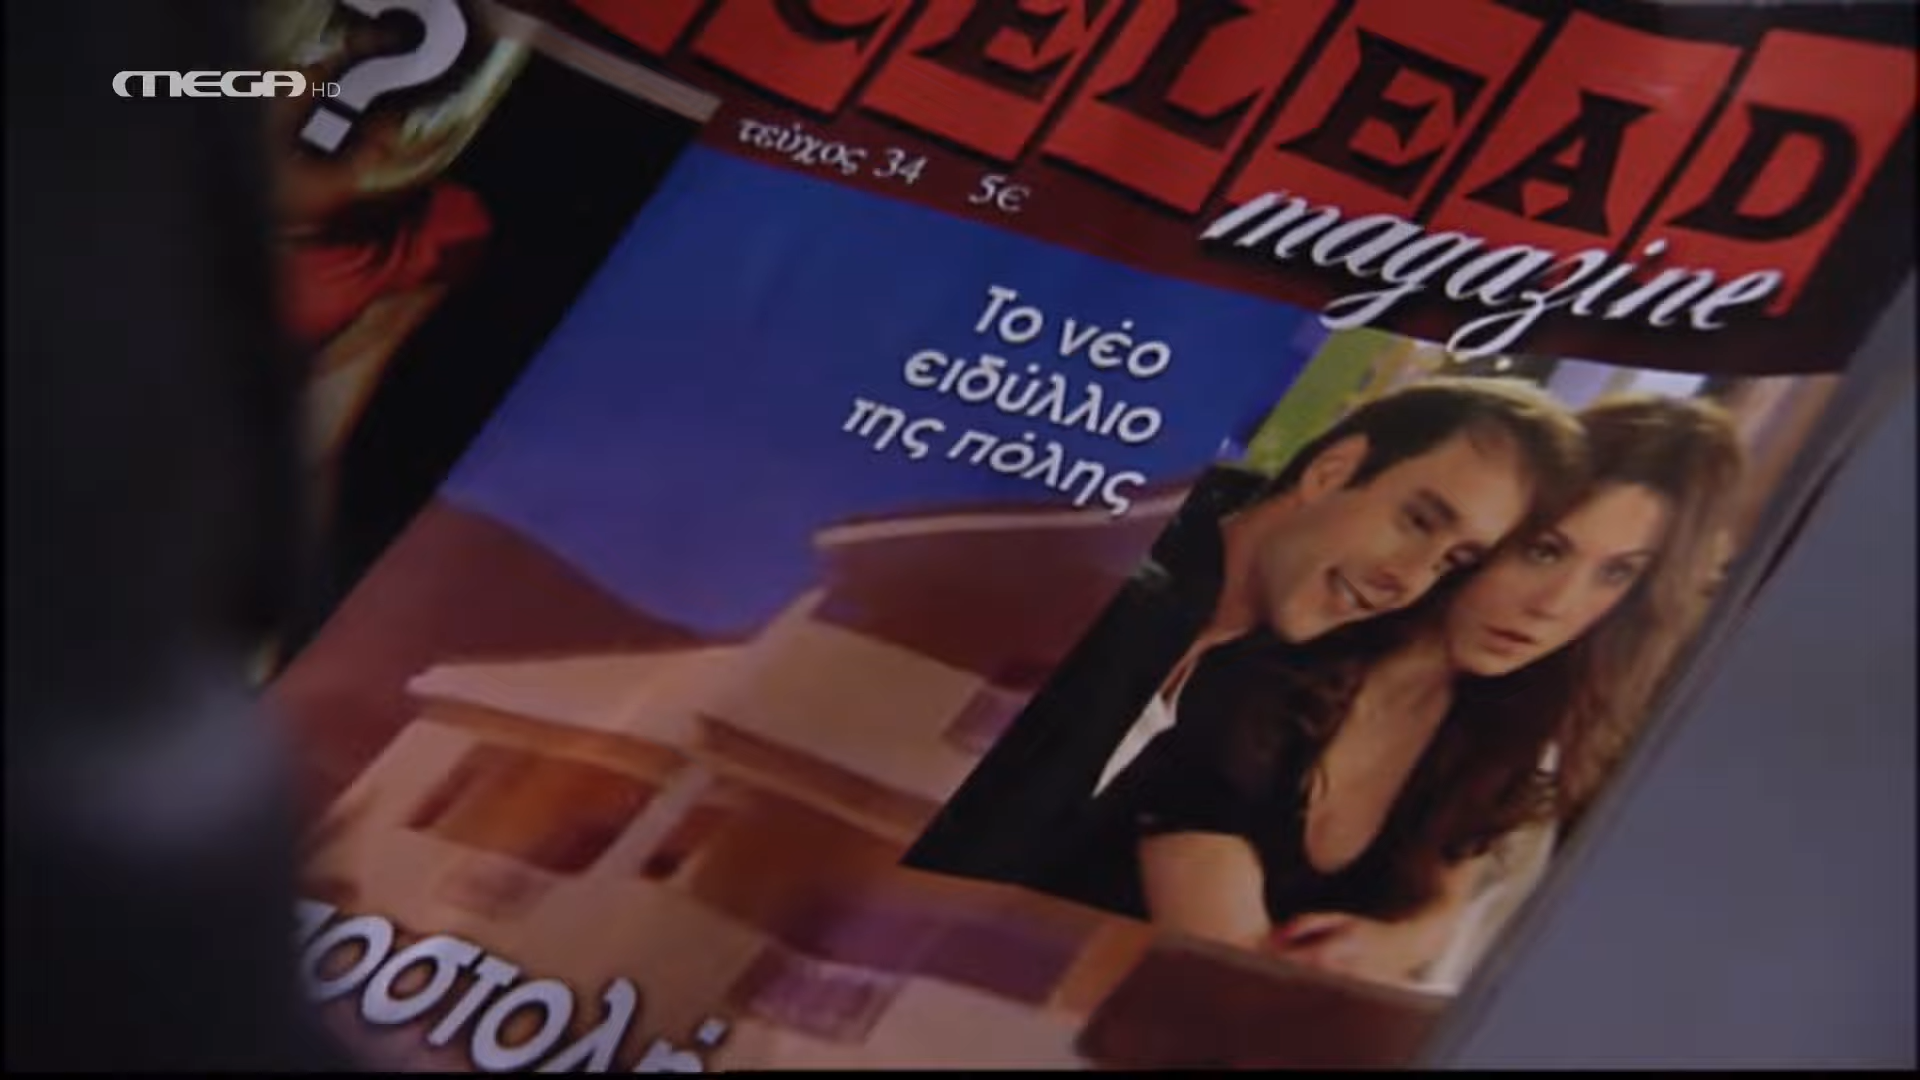 MEGA HD
?
CELEAD
magazine
τεύχος 34 5€
Το νέο
ειδύλλιο
της πόλης